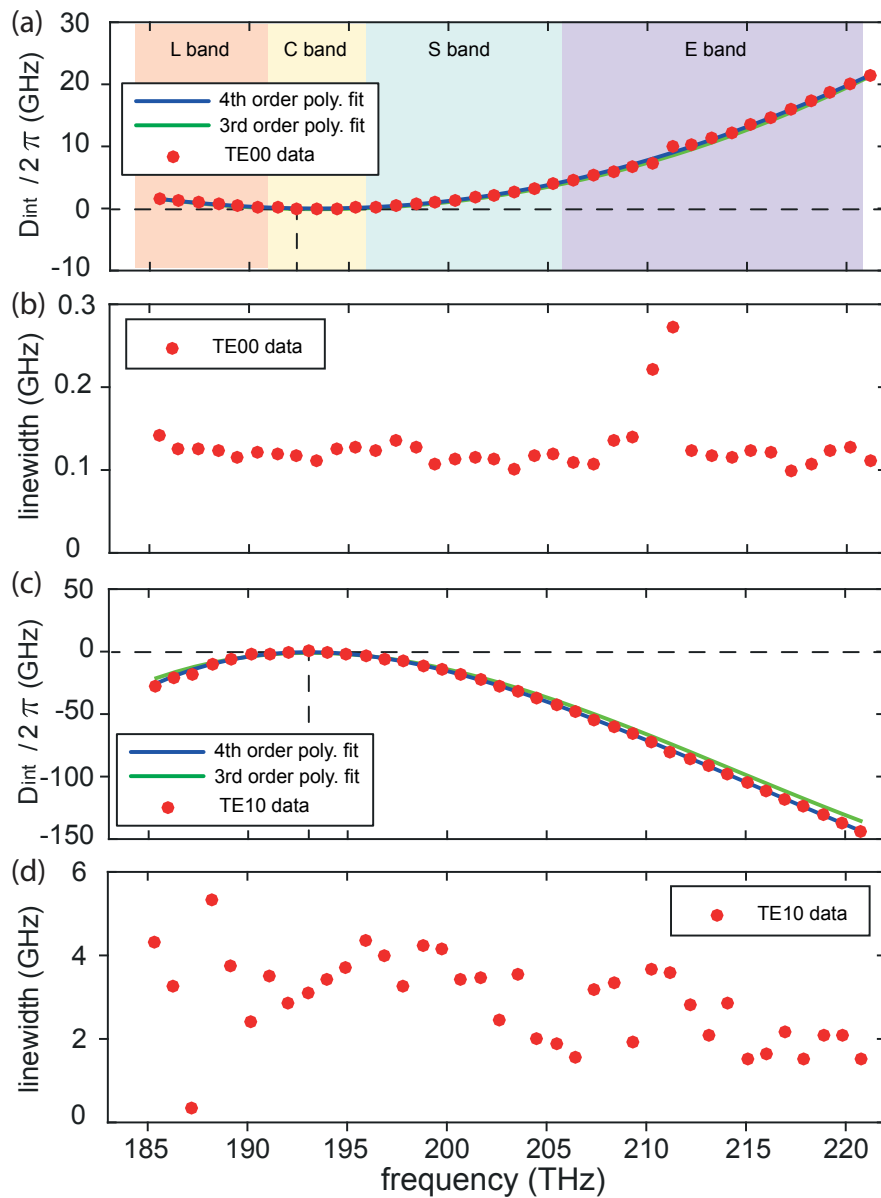 (a)
L band C band S band E band
30
20
10
0
-10
Dint / 2 π (GHz)
4th order poly. fit
3rd order poly. fit
TE00 data
(b)
0.3
0.2
0.1
0
linewidth (GHz)
TE00 data
(c)
50
0
-50
-100
-150
Dint / 2 π (GHz)
4th order poly. fit
3rd order poly. fit
TE10 data
(d)
6
4
2
0
linewidth (GHz)
TE10 data
185 190 195 200 205 210 215 220
frequency (THz)